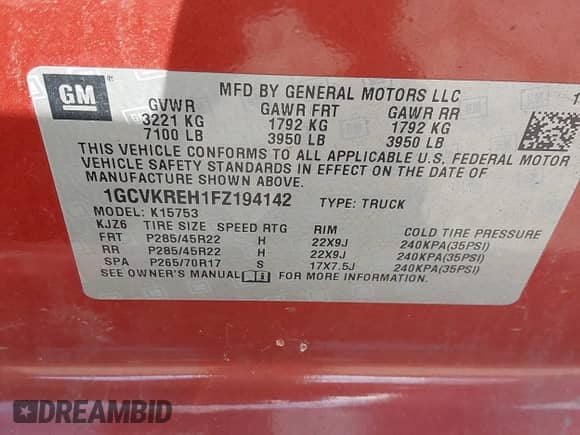 GM ®
MFD BY GENERAL MOTORS LLC
GVWR GAWR FRT GAWR RR
3221 KG 1792 KG 1792 KG
7100 LB 3950 LB 3950 LB
THIS VEHICLE CONFORMS TO ALL APPLICABLE U.S. FEDERAL MOTOR
VEHICLE SAFETY STANDARDS IN EFFECT ON THE DATE OF
MANUFACTURE SHOWN ABOVE.
1GCVKREH1FZ194142 TYPE: TRUCK
MODEL: K15753
KJZ6 TIRE SIZE SPEED RTG RIM COLD TIRE PRESSURE
FRT P285/45R22 H 22X9J 240KPA(35PSI)
RR P285/45R22 H 22X9J 240KPA(35PSI)
SPA P265/70R17 S 17X7.5J 240KPA(35PSI)
SEE OWNER'S MANUAL FOR MORE INFORMATION.
DREAMBID